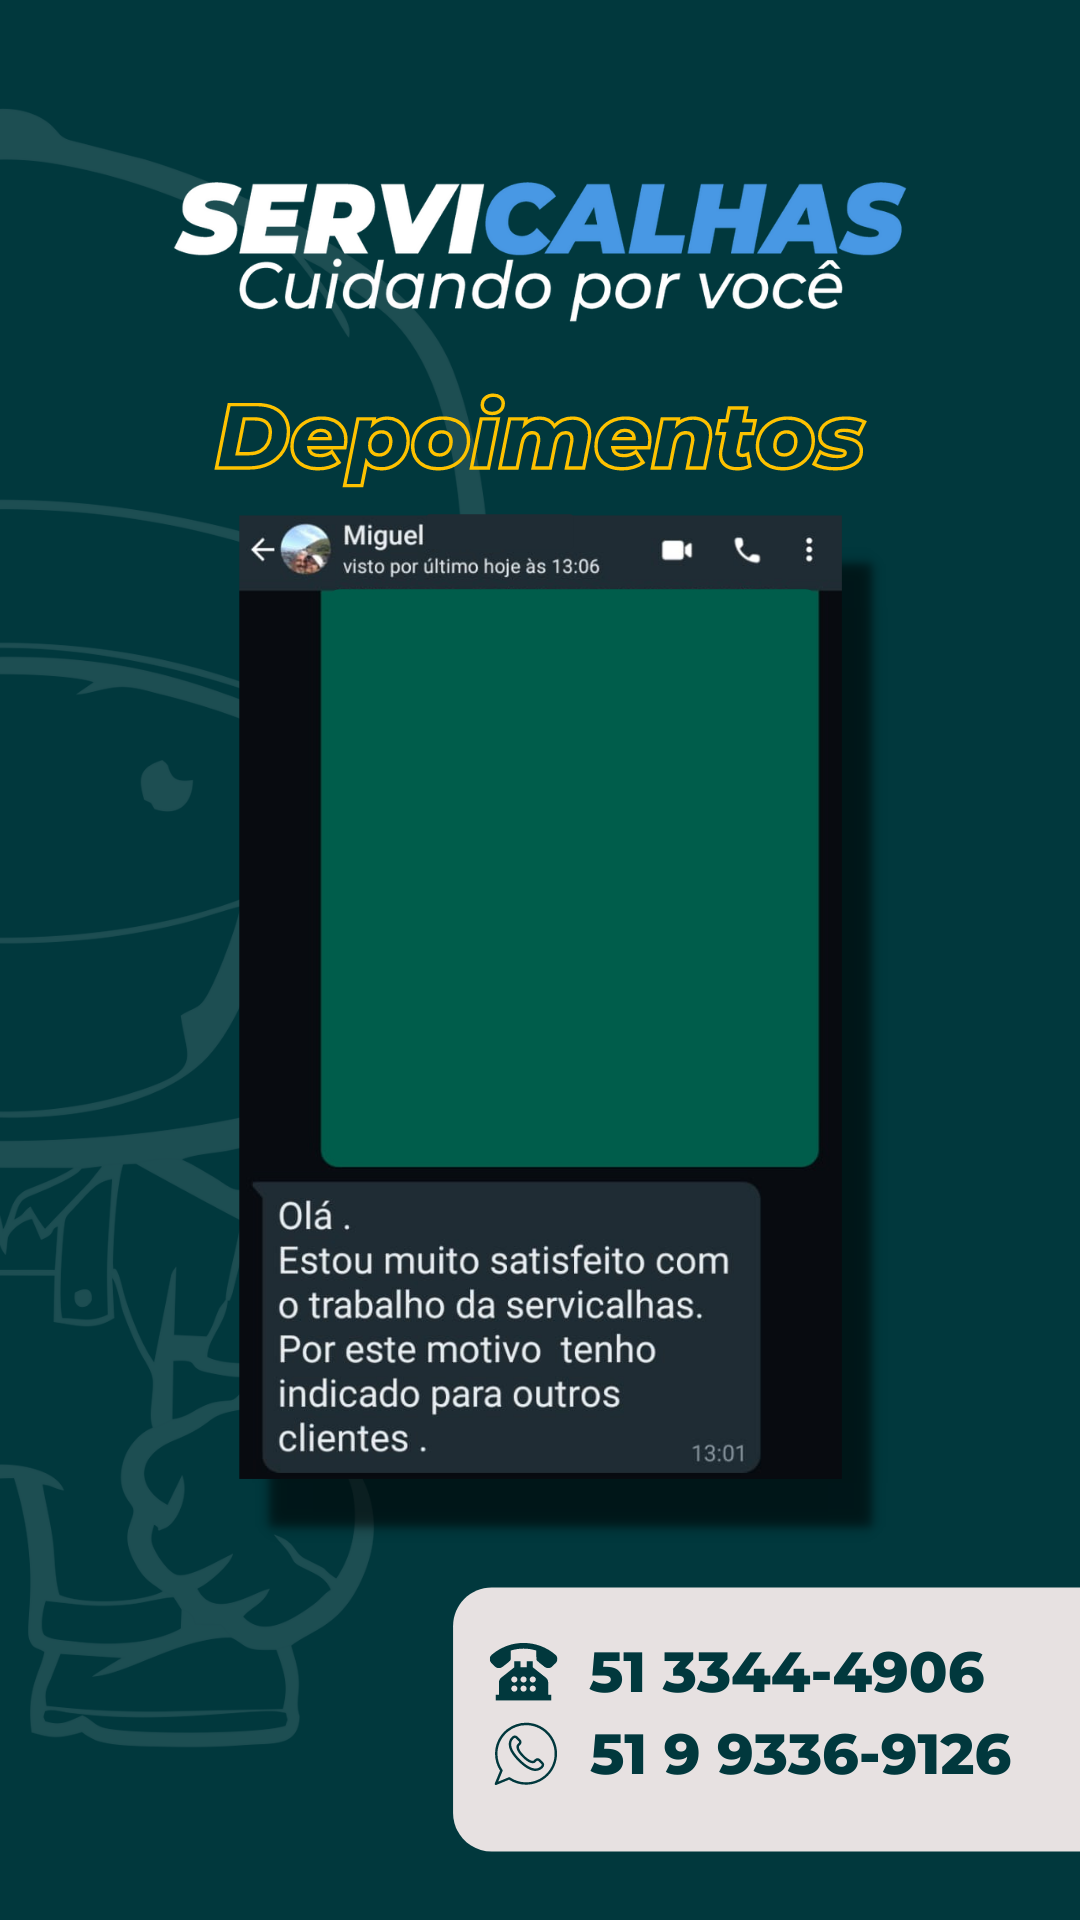 SERVICALHAS
Cuidando por você
Depoimentos
Miguel
visto por último hoje às 13:06
Olá .
Estou muito satisfeito com
o trabalho da servicalhas.
Por este motivo  tenho
indicado para outros
clientes .
13:01
51 3344-4906
51 9 9336-9126